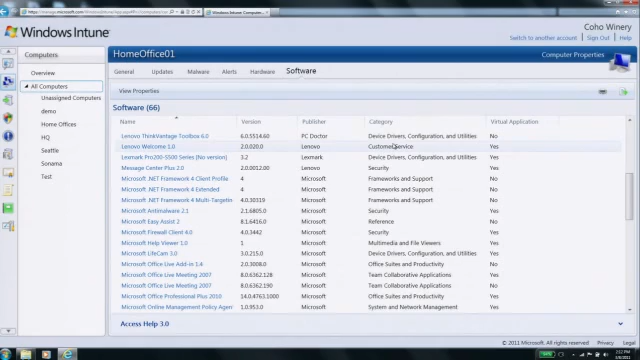 https://manage.microsoft.com/
Windows Intune: Computer...
Windows Intune
Coho Winery
Switch to another account | Sign Out | Help
Computers
Overview
All Computers
Unassigned Computers
demo
Home Offices
HQ
Seattle
Sonama
Test
HomeOffice01
Computer Properties
General Updates Malware Alerts Hardware Software
View Properties
Software (66)
Name Version Publisher Category Virtual Application
Lenovo ThinkVantage Toolbox 6.0 6.0.5514.60 PC Doctor Device Drivers, Configuration, and Utilities No
Lenovo Welcome 1.0 2.0.020.0 Lenovo Customer Service Yes
Lexmark Pro200-S500 Series (No version) 3.2 Lexmark Device Drivers, Configuration, and Utilities Yes
Message Center Plus 2.0 2.0.0012.00 Lenovo Security Yes
Microsoft .NET Framework 4 Client Profile 4 Microsoft Frameworks and Support No
Microsoft .NET Framework 4 Extended 4 Microsoft Frameworks and Support No
Microsoft .NET Framework 4 Multi-Targetin 4.0.30319 Microsoft Frameworks and Support Yes
Microsoft Antimalware 2.1 2.1.6805.0 Microsoft Security Yes
Microsoft Easy Assist 2 8.1.6416.0 Microsoft Reference Yes
Microsoft Firewall Client 4.0 4.0.3442 Microsoft Security Yes
Microsoft Help Viewer 1.0 1 Microsoft Multimedia and File Viewers Yes
Microsoft LifeCam 3.0 3.0.215.0 Microsoft Device Drivers, Configuration, and Utilities Yes
Microsoft Office Live Add-in 1.4 2.0.3008.0 Microsoft Office Suites and Productivity No
Microsoft Office Live Meeting 2007 8.0.6362.128 Microsoft Team Collaborative Applications No
Microsoft Office Live Meeting 2007 8.0.6362.190 Microsoft Team Collaborative Applications Yes
Microsoft Office Professional Plus 2010 14.0.4763.1000 Microsoft Office Suites and Productivity No
Microsoft Online Management Policy Agen 1.0.953.0 Microsoft System and Network Management Yes
Access Help 3.0
© 2011 Microsoft. All rights reserved. Privacy Legal
2:12 PM